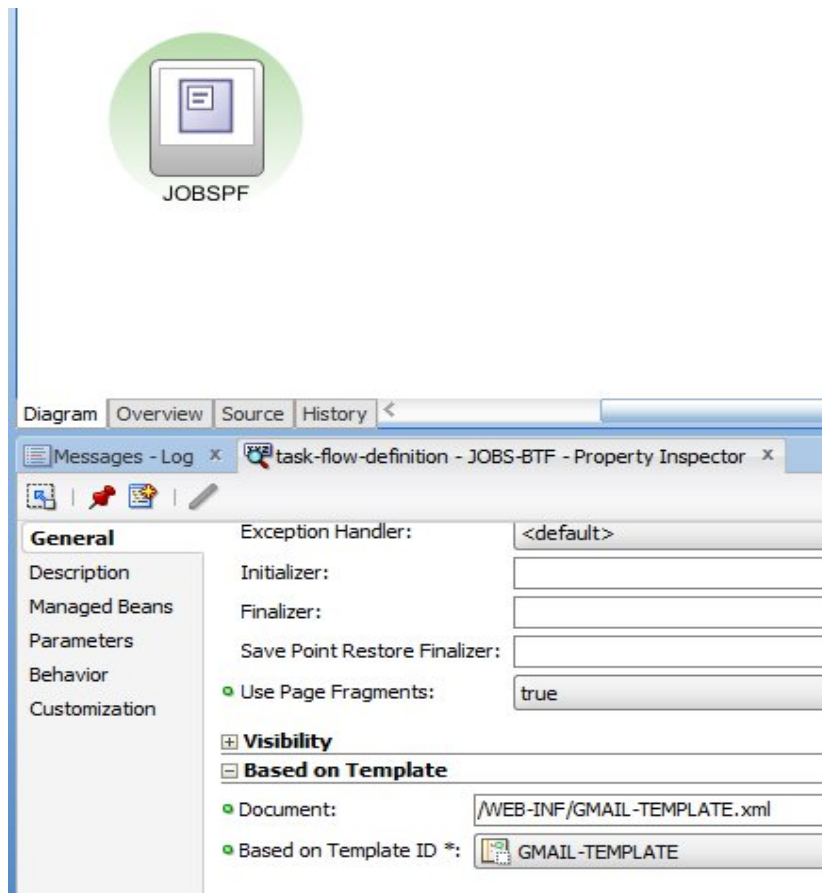 JOBSPF
Diagram Overview Source History
Messages - Log x task-flow-definition - JOBS-BTF - Property Inspector x
General
Exception Handler: <default>
Description
Initializer:
Managed Beans
Finalizer:
Parameters
Save Point Restore Finalizer:
Behavior
Use Page Fragments: true
Customization
Visibility
Based on Template
Document: /WEB-INF/GMAIL-TEMPLATE.xml
Based on Template ID *: GMAIL-TEMPLATE